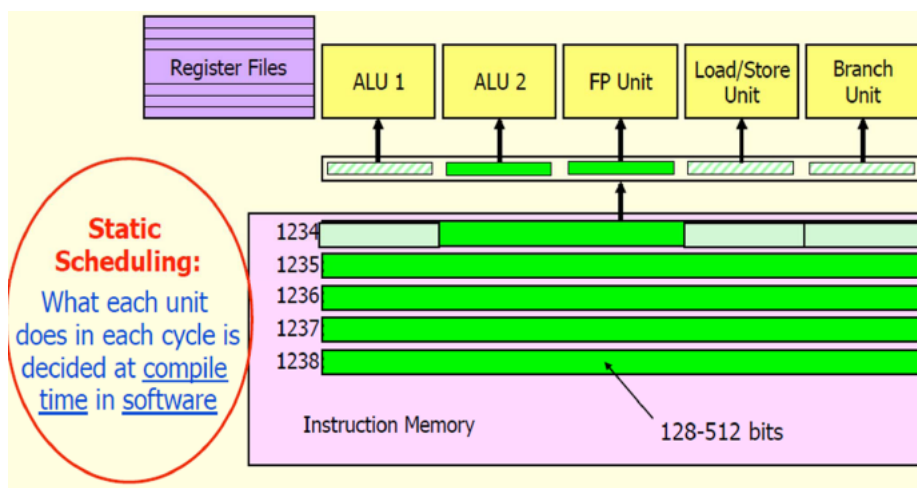 Register Files
ALU 1
ALU 2
FP Unit
Load/Store
Unit
Branch
Unit
Static
Scheduling:
What each unit
does in each cycle is
decided at compile
time in software
1234
1235
1236
1237
1238
Instruction Memory
128-512 bits